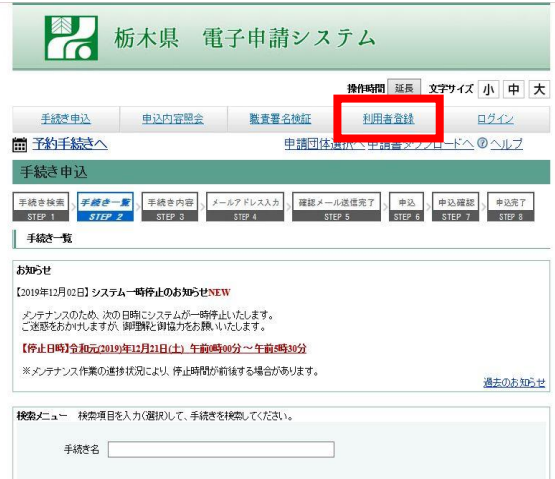 栃木県 電子申請システム
操作時間 延長 文字サイズ 小 中 大
手続き申込 申込内容照会 職責署名検証 利用者登録 ログイン
予約手続きへ 申請団体選択へ 申請書ダウンロードへ ヘルプ
手続き申込
手続き検索 手続き一覧 手続き内容 メールアドレス入力 確認メール送信完了 申込 申込確認 申込完了
STEP 1 STEP 2 STEP 3 STEP 4 STEP 5 STEP 6 STEP 7 STEP 8
手続き一覧
お知らせ
【2019年12月02日】システム一時停止のお知らせNEW
メンテナンスのため、次の日時にシステムが一時停止いたします。
ご迷惑をおかけしますが、御理解と御協力をお願いいたします。
【停止日時】令和元(2019)年12月21日(土) 午前0時00分 ～ 午前5時30分
※メンテナンス作業の進捗状況により、停止時間が前後する場合があります。
過去のお知らせ
検索メニュー 検索項目を入力(選択)して、手続きを検索してください。
手続き名